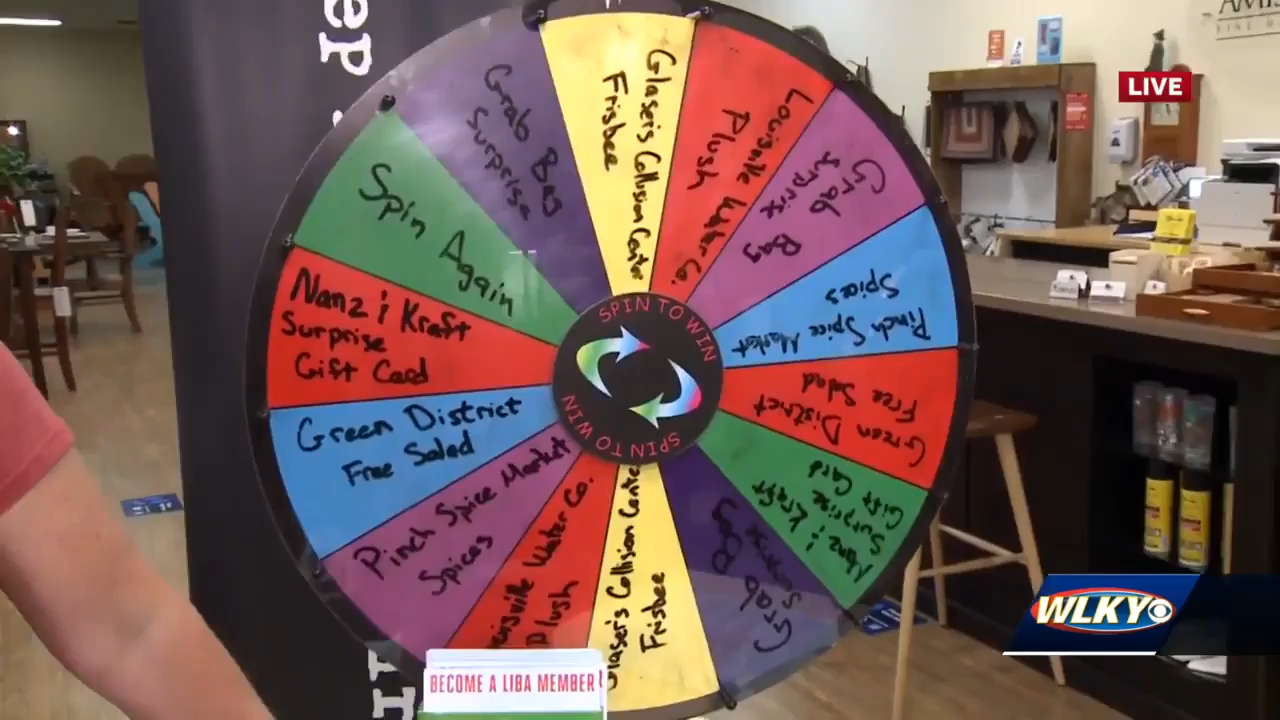 ep
LIVE
Glaser's Collision Center
Frisbee
Louisville Water Co.
Plush
Grab
Surprise
Bag
Pinch Spice Market
Spices
Green District
Free Salad
Nanz & Kraft
Surprise
Gift Card
Grab Bag
Surprise
Glaser's Collision Center
Frisbee
Louisville Water Co.
Plush
Pinch Spice Market
Spices
Green District
Free Salad
Nanz & Kraft
Surprise
Gift Card
Spin Again
Grab Bag
Surprise
SPIN TO WIN
SPIN TO WIN
BECOME A LIBA MEMBER
WLKY